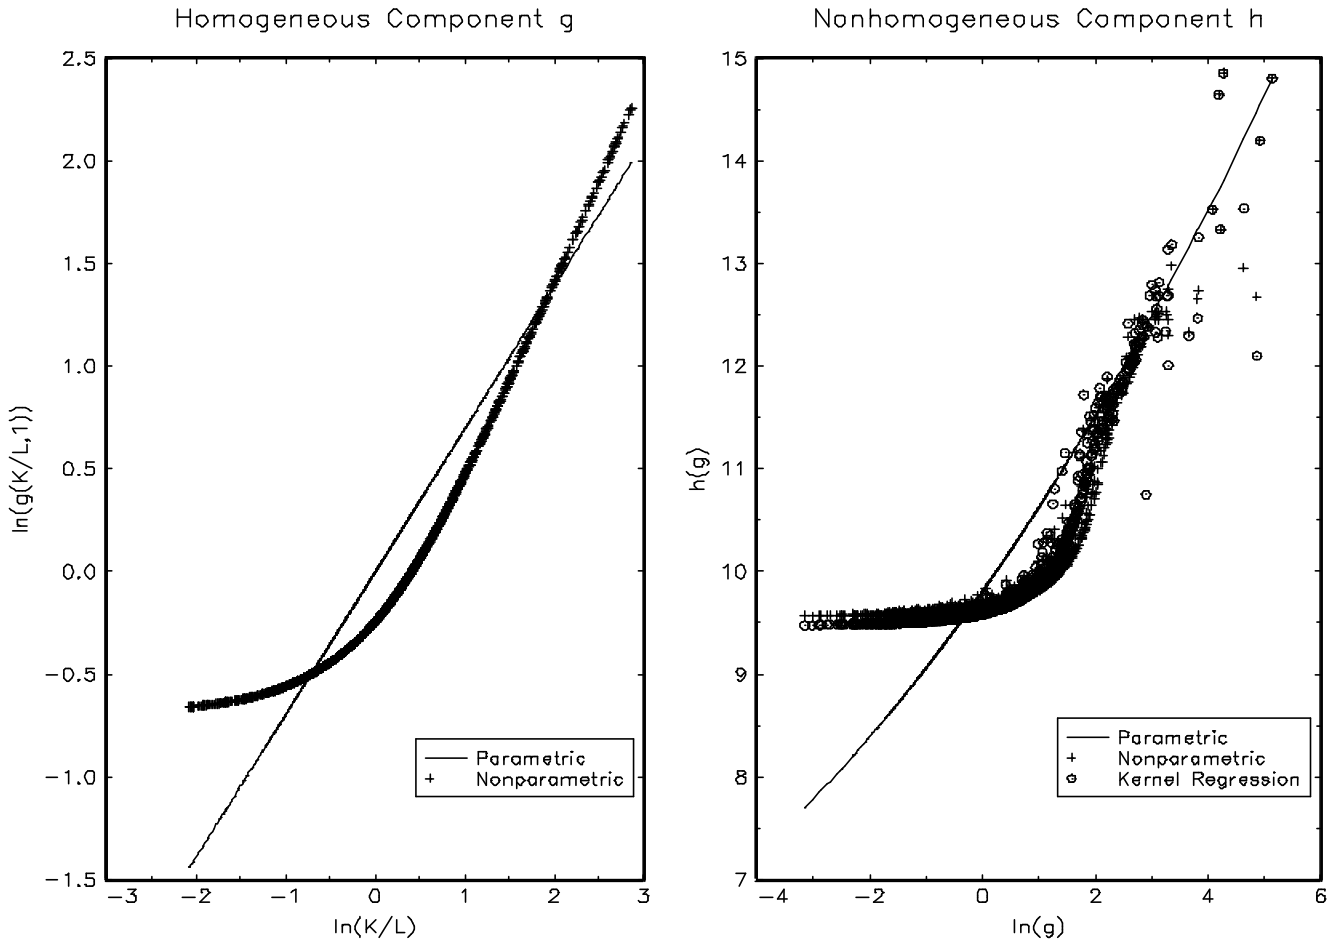 Homogeneous Component g
2.5
2.0
1.5
1.0
0.5
0.0
−0.5
−1.0
−1.5
ln(g(K/L,1))
−3
−2
−1
0
1
2
3
ln(K/L)
Parametric
Nonparametric
Nonhomogeneous Component h
15
14
13
12
11
10
9
8
7
h(g)
−4
−2
0
2
4
6
ln(g)
Parametric
Nonparametric
Kernel Regression